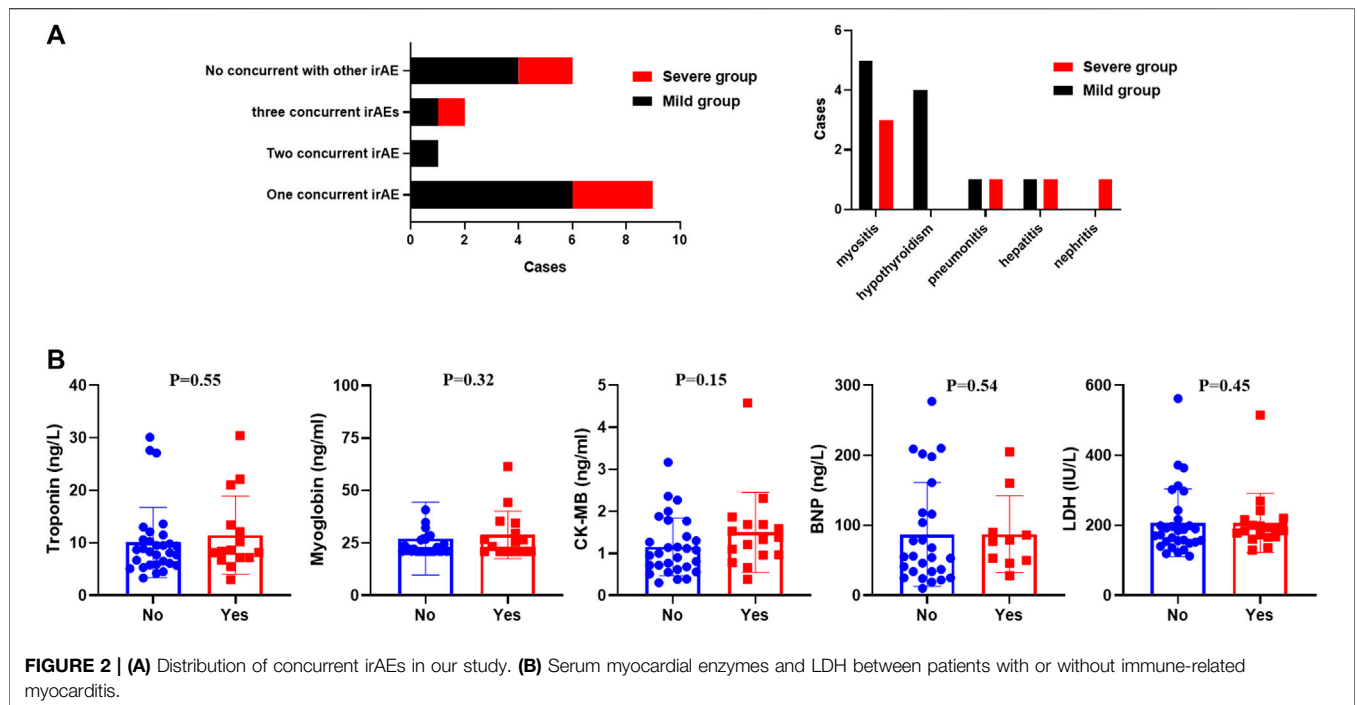 A
No concurrent with other irAE
three concurrent irAEs
Two concurrent irAE
One concurrent irAE
0 2 4 6 8 10
Cases
Severe group
Mild group
Cases
6
4
2
0
myositis
hypothyroidism
pneumonitis
hepatitis
nephritis
Severe group
Mild group
B
P=0.55
Troponin (ng/L)
40
30
20
10
0
No Yes
P=0.32
Myoglobin (ng/ml)
100
75
50
25
0
No Yes
P=0.15
CK-MB (ng/ml)
5
4
3
2
1
0
No Yes
P=0.54
BNP (ng/L)
300
200
100
0
No Yes
P=0.45
LDH (IU/L)
600
400
200
0
No Yes
FIGURE 2 | (A) Distribution of concurrent irAEs in our study. (B) Serum myocardial enzymes and LDH between patients with or without immune-related
myocarditis.